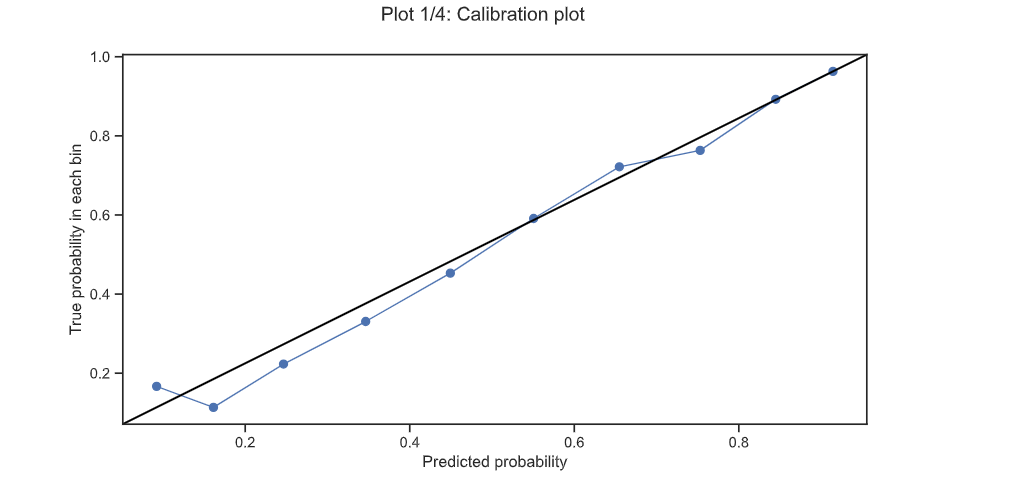 Plot 1/4: Calibration plot
1.0
0.8
0.6
0.4
0.2
True probability in each bin
0.2 0.4 0.6 0.8
Predicted probability